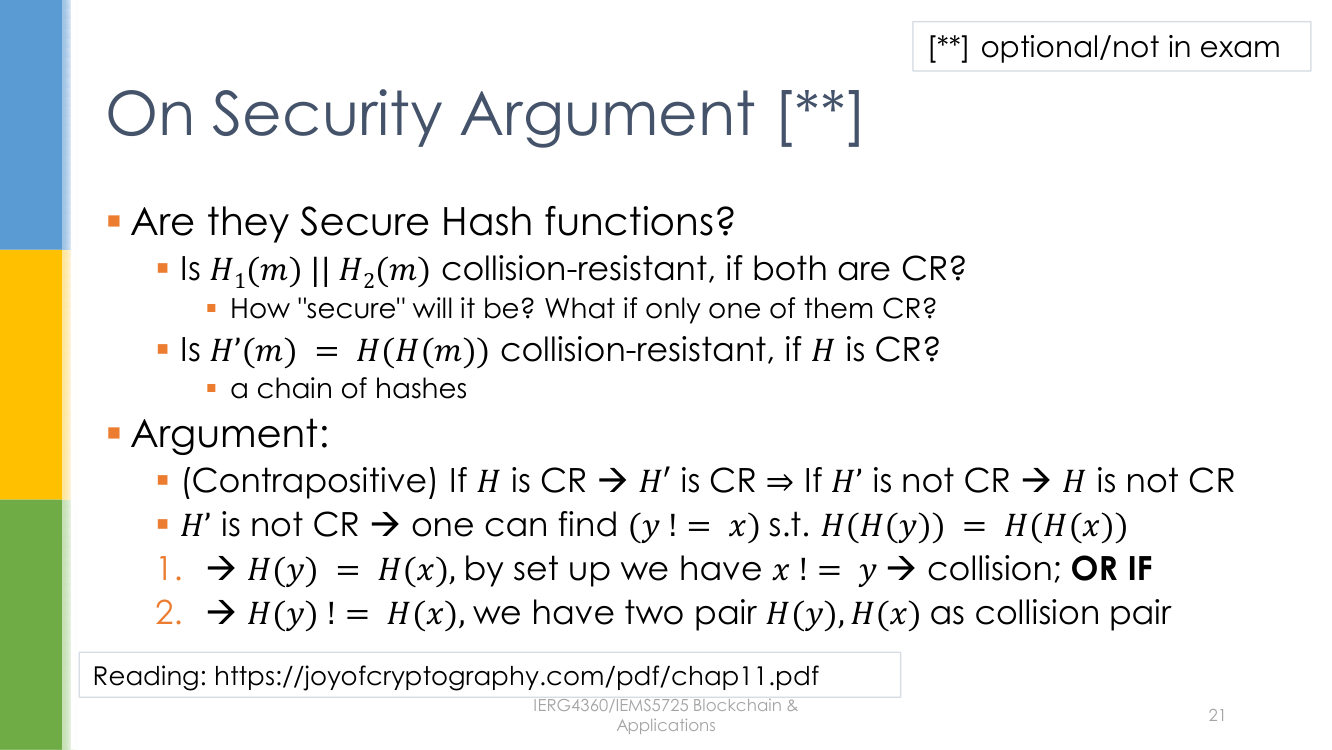 [**] optional/not in exam
On Security Argument [**]
▪ Are they Secure Hash functions?
▪ Is H₁(m) || H₂(m) collision-resistant, if both are CR?
▪ How "secure" will it be? What if only one of them CR?
▪ Is H’(m) = H(H(m)) collision-resistant, if H is CR?
▪ a chain of hashes
▪ Argument:
▪ (Contrapositive) If H is CR → H′ is CR ⇒ If H’ is not CR → H is not CR
▪ H’ is not CR → one can find (y != x) s.t. H(H(y)) = H(H(x))
1. → H(y) = H(x), by set up we have x != y → collision; OR IF
2. → H(y) != H(x), we have two pair H(y), H(x) as collision pair
Reading: https://joyofcryptography.com/pdf/chap11.pdf
IERG4360/IEMS5725 Blockchain &
Applications
21